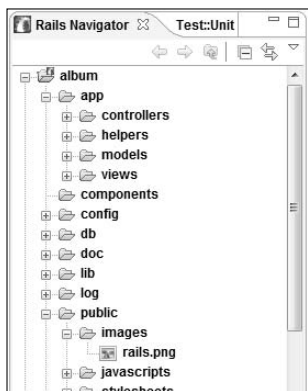 Rails Navigator Test::Unit
album
app
controllers
helpers
models
views
components
config
db
doc
lib
log
public
images
rails.png
javascripts
stylesheets